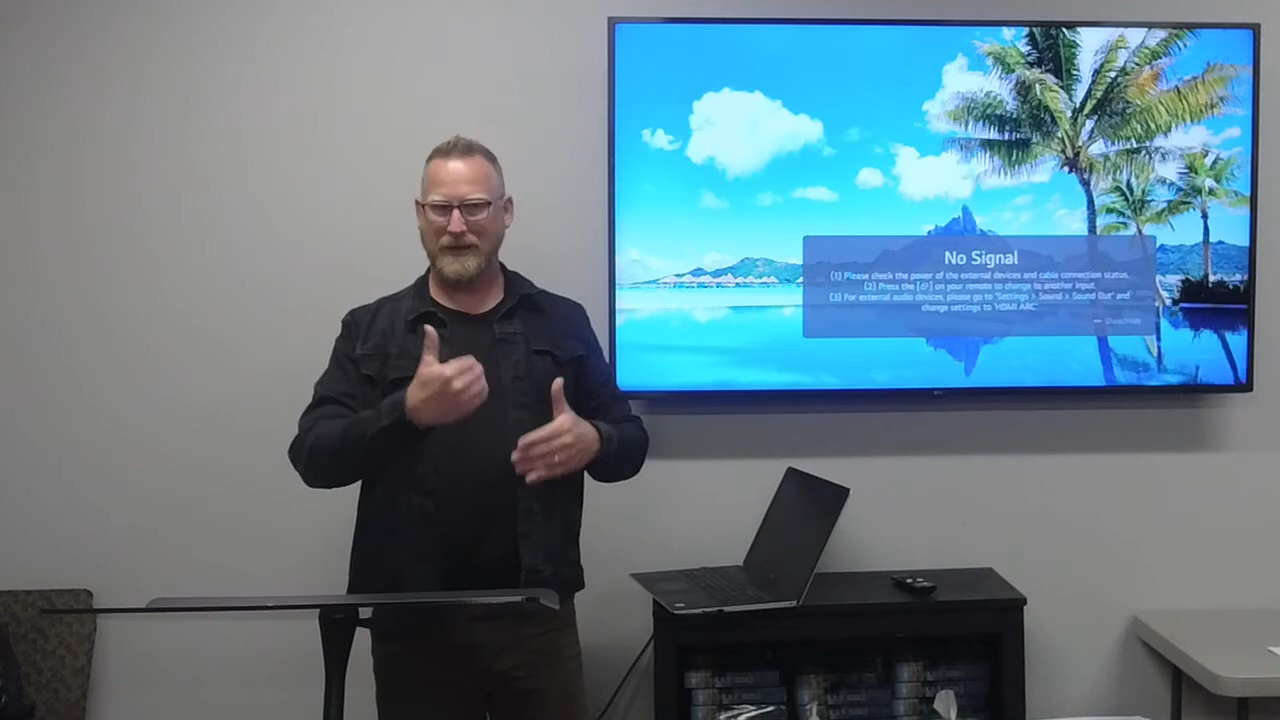 No Signal
(1) Please check the power of the external devices and cable connection status.
(2) Press the [ ] on your remote to change to another input.
(3) For external audio devices, please go to 'Settings > Sound > Sound Out' and
change settings to 'HDMI ARC'
Show/Hide